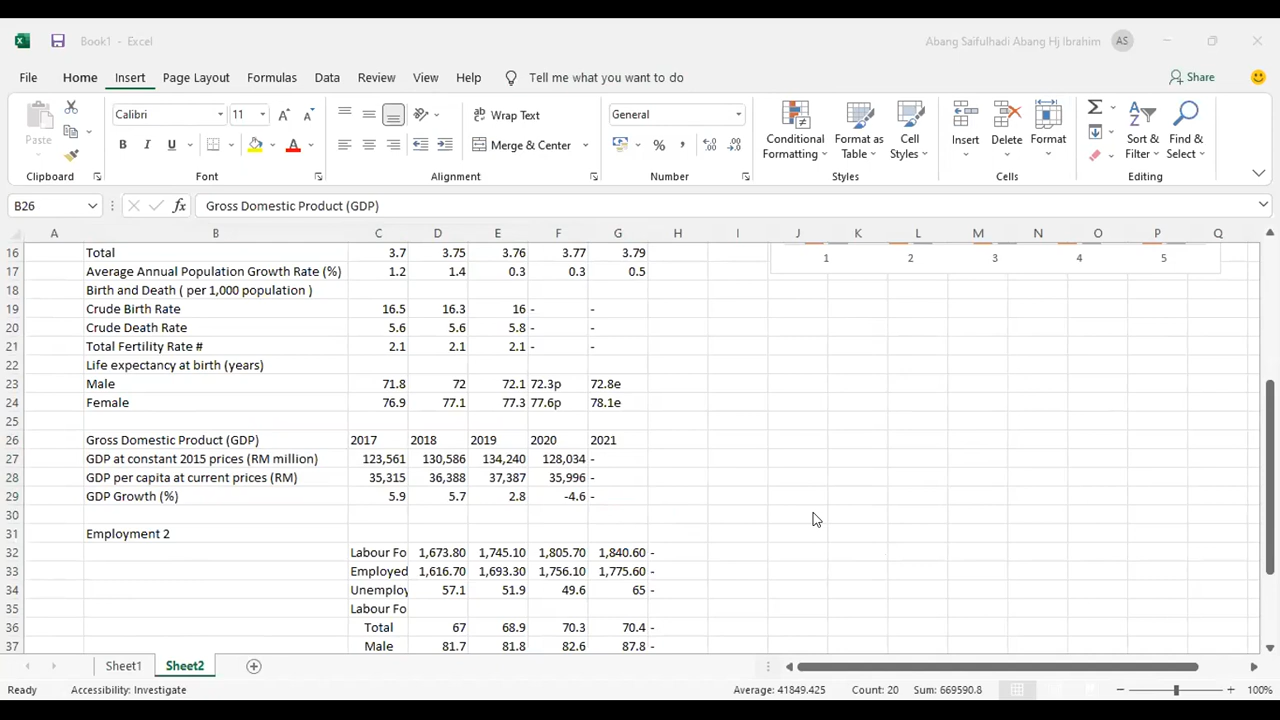 Book1 - Excel
Abang Saifulhadi Abang Hj Ibrahim AS
File Home Insert Page Layout Formulas Data Review View Help Tell me what you want to do Share
Paste
Calibri 11
Wrap Text
General
B I U A
Merge & Center
Conditional Formatting
Format as Table
Cell Styles
Insert Delete Format
Sort & Filter
Find & Select
Clipboard Font Alignment Number Styles Cells Editing
B26 fx Gross Domestic Product (GDP)
A B C D E F G H I J K L M N O P Q
16 Total 3.7 3.75 3.76 3.77 3.79
1 2 3 4 5
17 Average Annual Population Growth Rate (%) 1.2 1.4 0.3 0.3 0.5
18 Birth and Death ( per 1,000 population )
19 Crude Birth Rate 16.5 16.3 16 - -
20 Crude Death Rate 5.6 5.6 5.8 - -
21 Total Fertility Rate # 2.1 2.1 2.1 - -
22 Life expectancy at birth (years)
23 Male 71.8 72 72.1 72.3p 72.8e
24 Female 76.9 77.1 77.3 77.6p 78.1e
25
26 Gross Domestic Product (GDP) 2017 2018 2019 2020 2021
27 GDP at constant 2015 prices (RM million) 123,561 130,586 134,240 128,034 -
28 GDP per capita at current prices (RM) 35,315 36,388 37,387 35,996 -
29 GDP Growth (%) 5.9 5.7 2.8 -4.6 -
30
31 Employment 2
32 Labour Fo 1,673.80 1,745.10 1,805.70 1,840.60 -
33 Employed 1,616.70 1,693.30 1,756.10 1,775.60 -
34 Unemploy 57.1 51.9 49.6 65 -
35 Labour Fo
36 Total 67 68.9 70.3 70.4 -
37 Male 81.7 81.8 82.6 87.8 -
Sheet1 Sheet2
Ready Accessibility: Investigate Average: 41849.425 Count: 20 Sum: 669590.8 100%